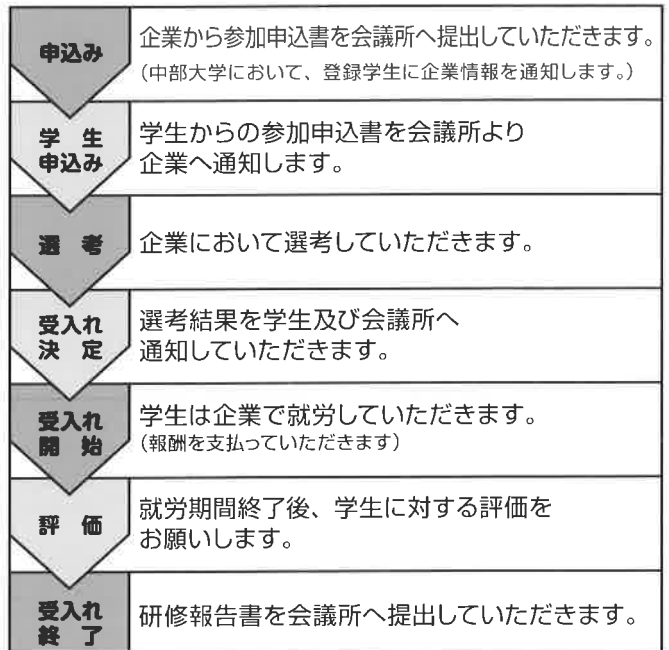 申込み
企業から参加申込書を会議所へ提出していただきます。
（中部大学において、登録学生に企業情報を通知します。）
学 生
申込み
学生からの参加申込書を会議所より
企業へ通知します。
選 考
企業において選考していただきます。
受入れ
決 定
選考結果を学生及び会議所へ
通知していただきます。
受入れ
開 始
学生は企業で就労していただきます。
（報酬を支払っていただきます）
評 価
就労期間終了後、学生に対する評価を
お願いします。
受入れ
終 了
研修報告書を会議所へ提出していただきます。